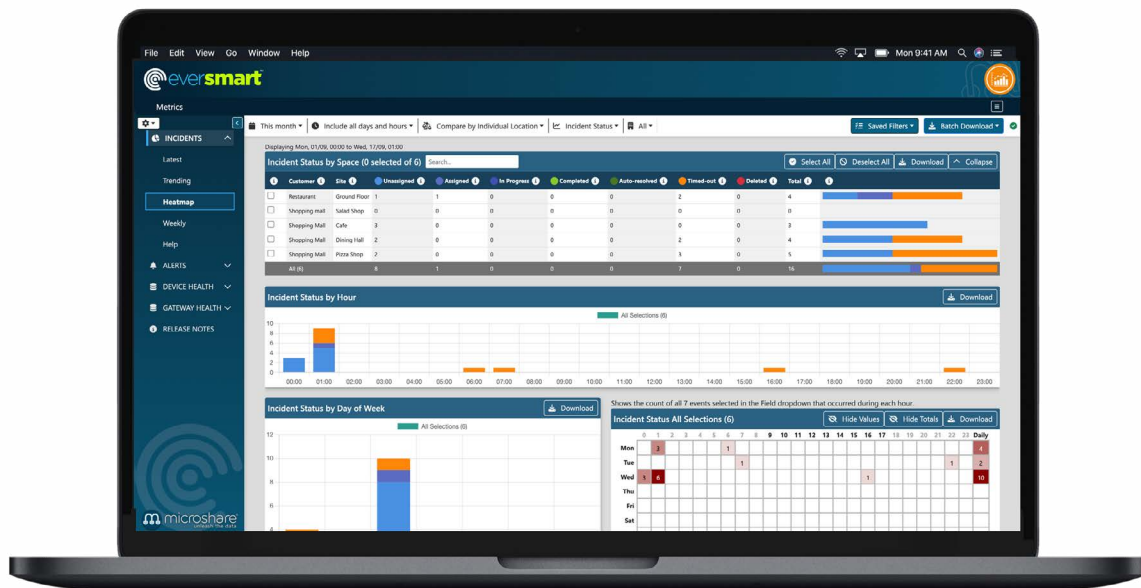 File Edit View Go Window Help Mon 9:41 AM
eversmart
Metrics
This month Include all days and hours Compare by Individual Location Incident Status All Saved Filters Batch Download
INCIDENTS
Latest
Trending
Heatmap
Weekly
Help
ALERTS
DEVICE HEALTH
GATEWAY HEALTH
RELEASE NOTES
microshare
unleash the data
Displaying Mon, 01/09, 00:00 to Wed, 17/09, 01:00
Incident Status by Space (0 selected of 6) Search... Select All Deselect All Download Collapse
Customer Site Unassigned Assigned In Progress Completed Auto-resolved Timed-out Deleted Total
Restaurant Ground Floor 1 1 0 0 0 2 0 4
Shopping mall Salad Shop 0 0 0 0 0 0 0 0
Shopping Mall Cafe 3 0 0 0 0 0 0 3
Shopping Mall Dining Hall 2 0 0 0 0 2 0 4
Shopping Mall Pizza Shop 2 0 0 0 0 3 0 5
All (6) 8 1 0 0 0 7 0 16
Incident Status by Hour Download
All Selections (6)
10
8
6
4
2
0
00:00 01:00 02:00 03:00 04:00 05:00 06:00 07:00 08:00 09:00 10:00 11:00 12:00 13:00 14:00 15:00 16:00 17:00 18:00 19:00 20:00 21:00 22:00 23:00
Incident Status by Day of Week Download
All Selections (6)
12
10
8
6
4
Shows the count of all 7 events selected in the Field dropdown that occurred during each hour.
Incident Status All Selections (6) Hide Values Hide Totals Download
0 1 2 3 4 5 6 7 8 9 10 11 12 13 14 15 16 17 18 19 20 21 22 23 Daily
Mon 3 1 4
Tue 1 1 2
Wed 1 6 1 10
Thu
Fri
Sat